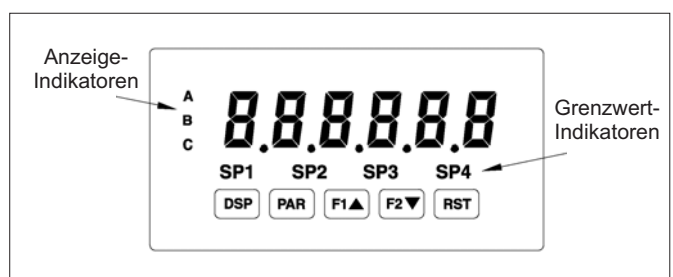 Anzeige-
Indikatoren
A
B
C
8.8.8.8.8.8
Grenzwert-
Indikatoren
SP1 SP2 SP3 SP4
DSP PAR F1▲ F2▼ RST